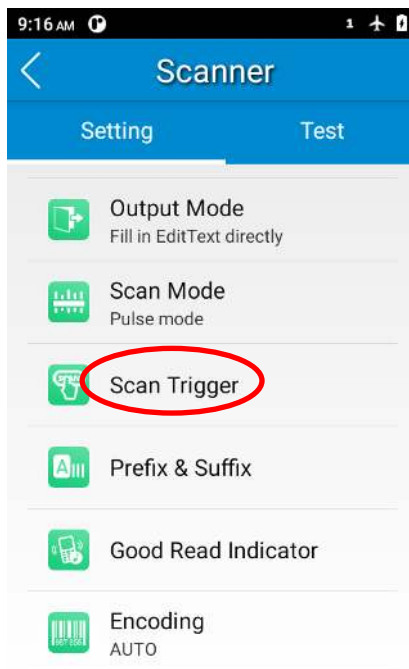 9:16 AM 1
Scanner
Setting Test
Output Mode
Fill in EditText directly
Scan Mode
Pulse mode
Scan Trigger
Prefix & Suffix
Good Read Indicator
Encoding
AUTO